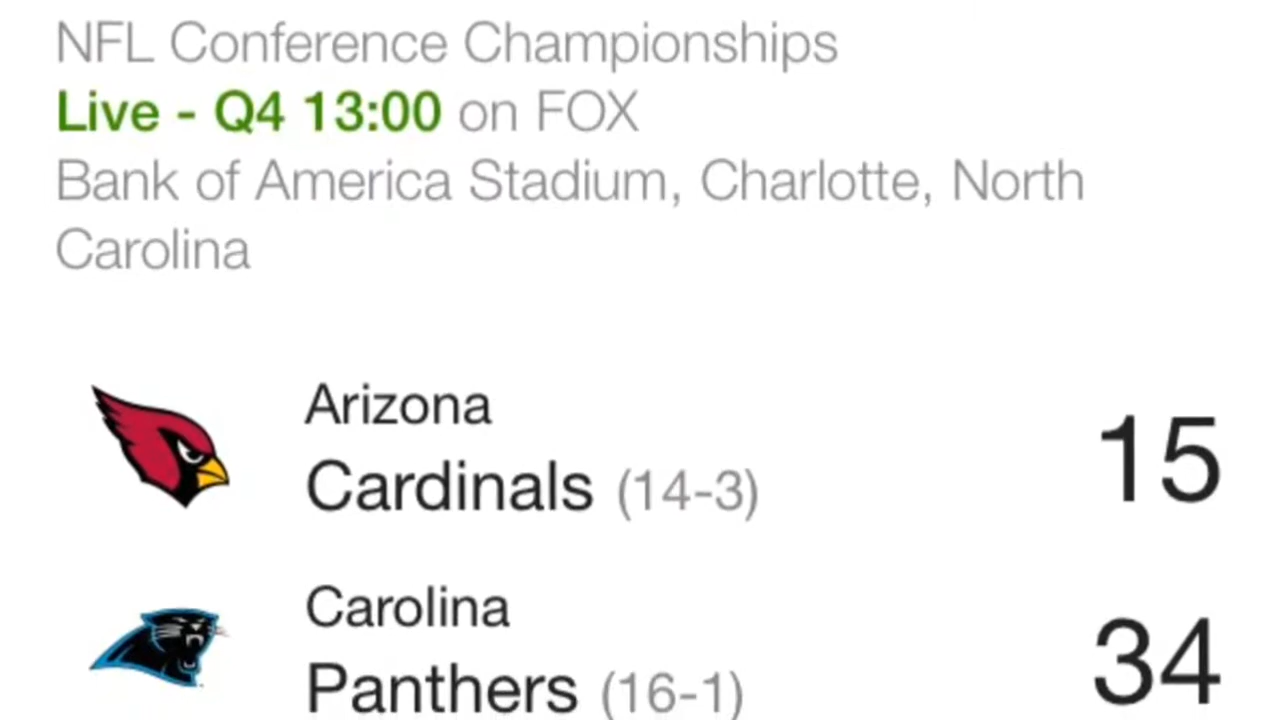 NFL Conference Championships
Live - Q4 13:00 on FOX
Bank of America Stadium, Charlotte, North
Carolina
Arizona
Cardinals (14-3) 15
Carolina
Panthers (16-1) 34